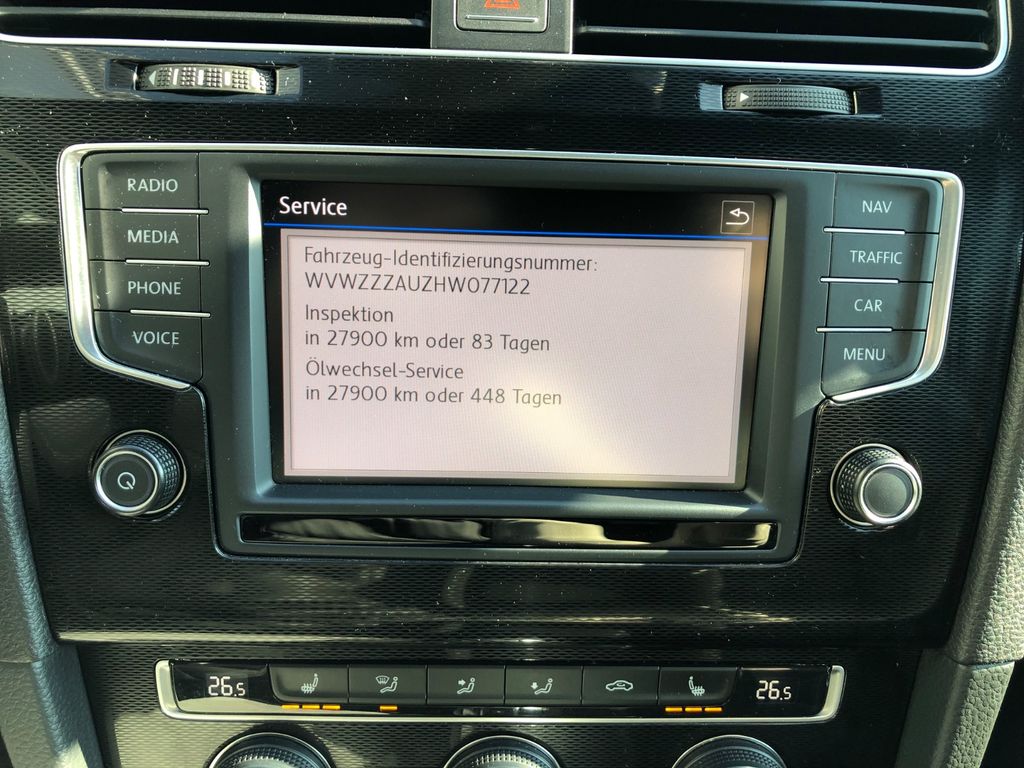 RADIO
MEDIA
PHONE
VOICE
Service
Fahrzeug-Identifizierungsnummer:
WVWZZZAUZHW077122
Inspektion
in 27900 km oder 83 Tagen
Ölwechsel-Service
in 27900 km oder 448 Tagen
NAV
TRAFFIC
CAR
MENU
26.5
26.5